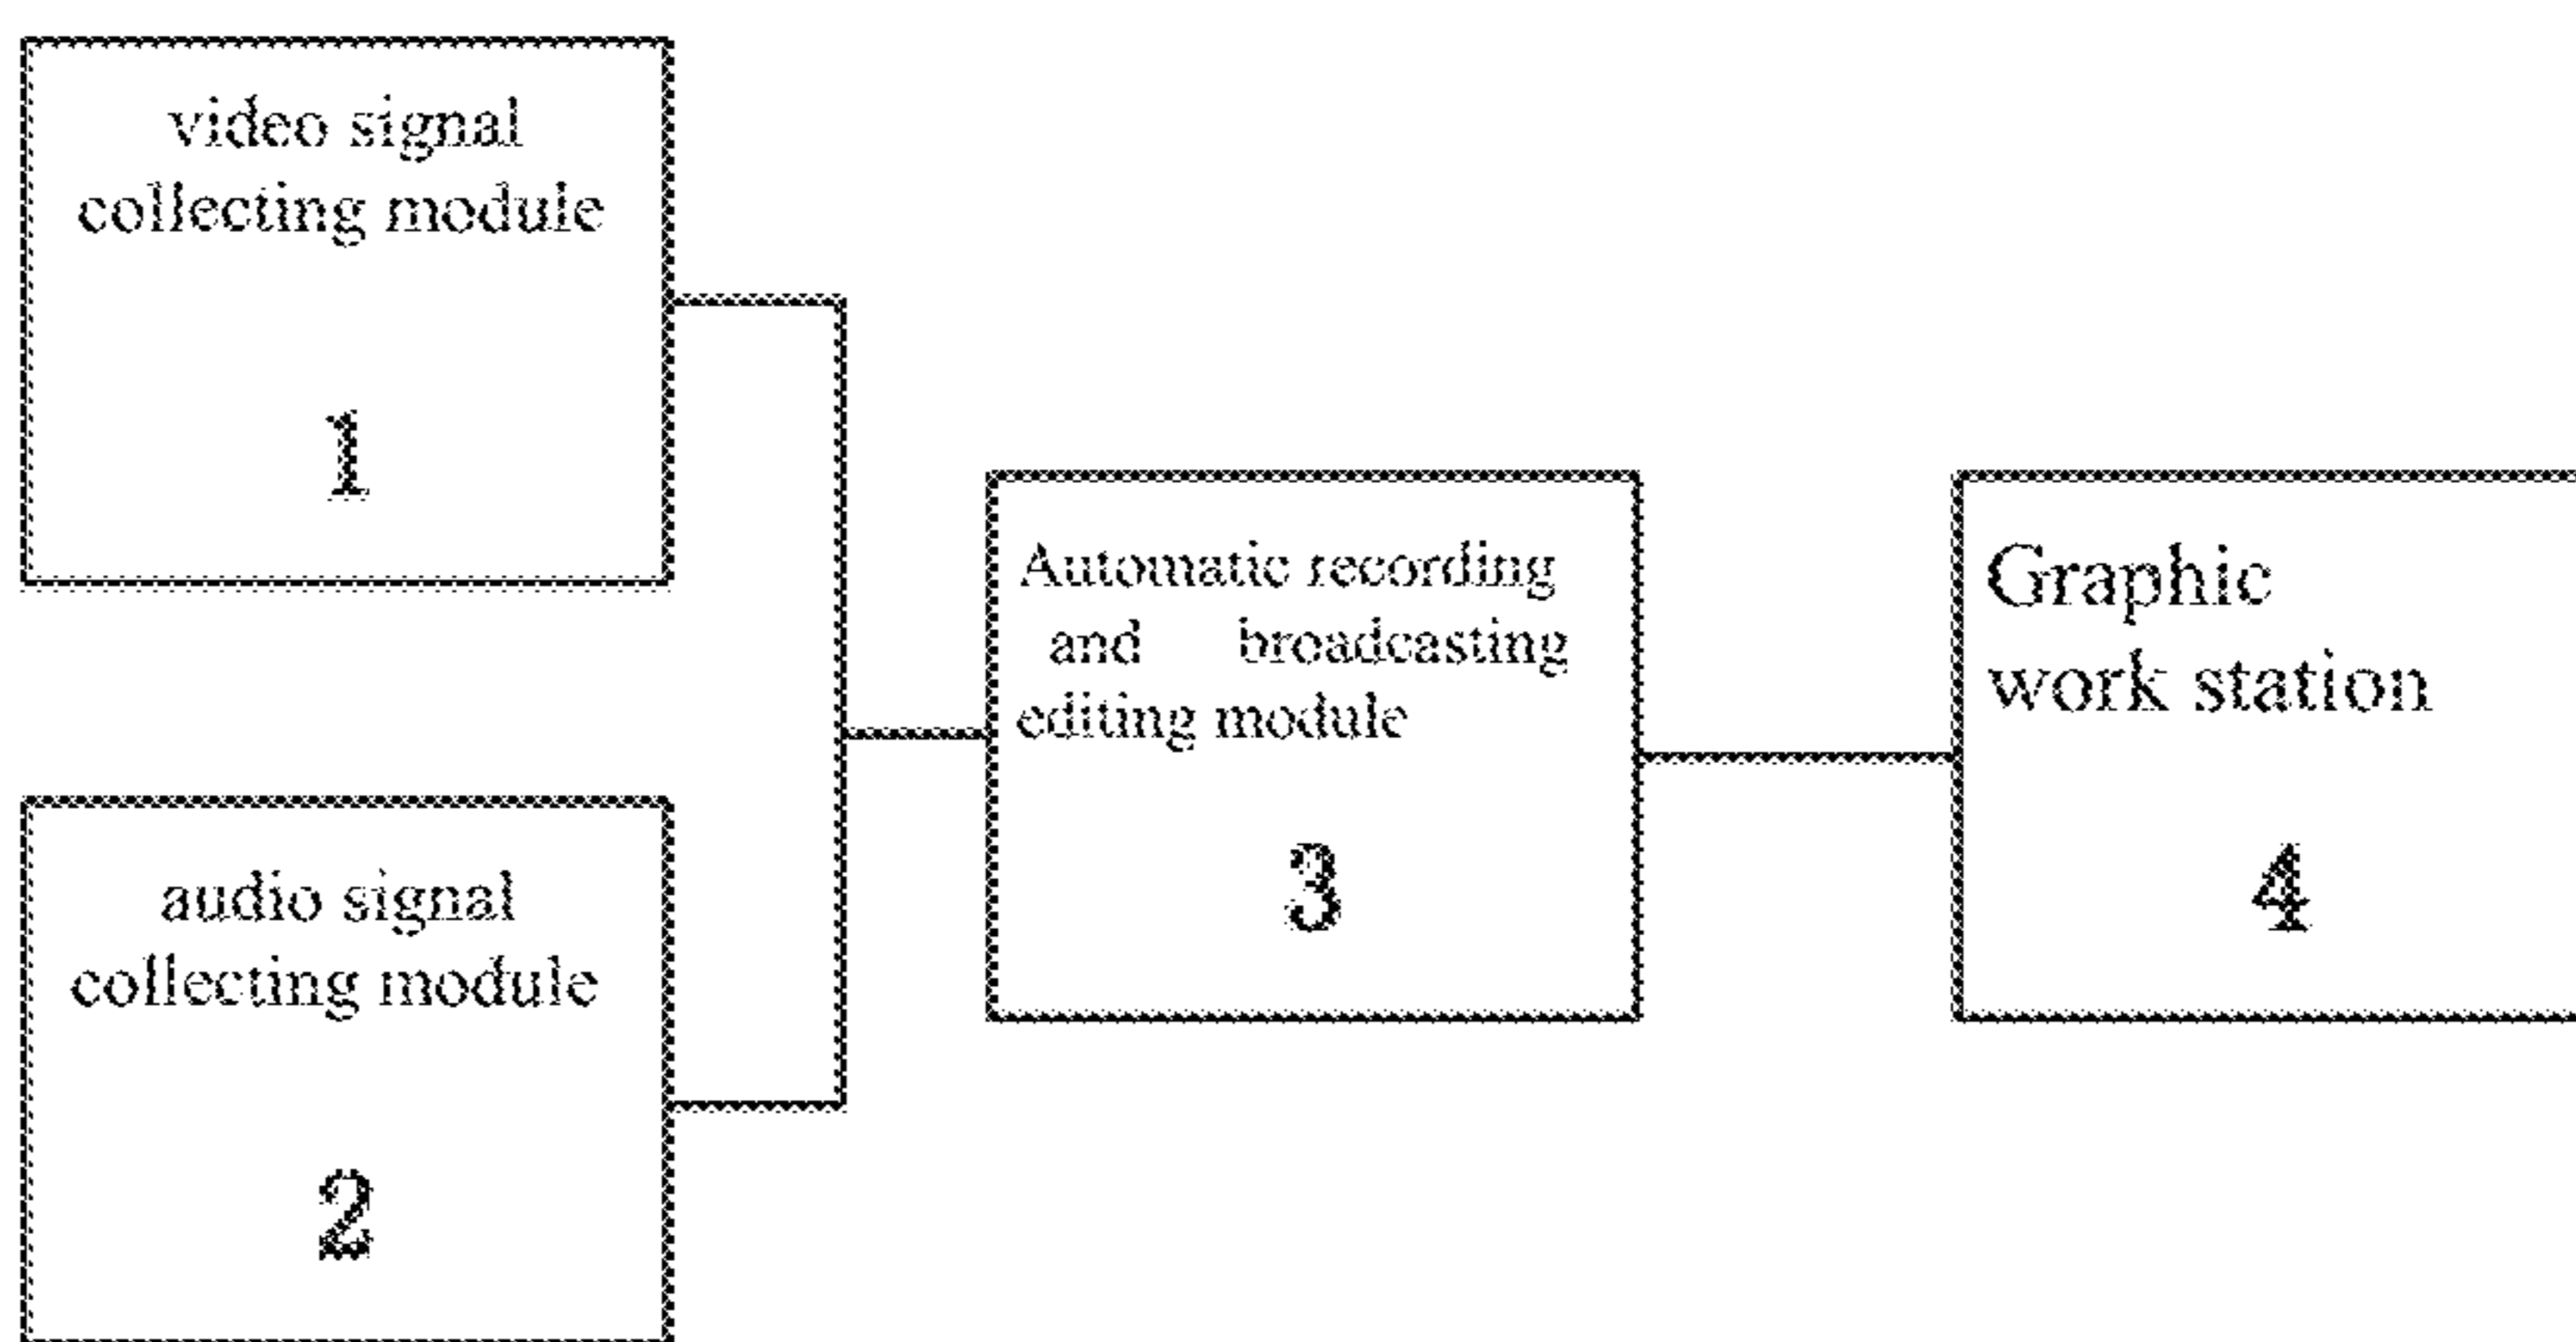 video signal
collecting module
1
audio signal
collecting module
2
Automatic recording
and broadcasting
editing module
3
Graphic
work station
4